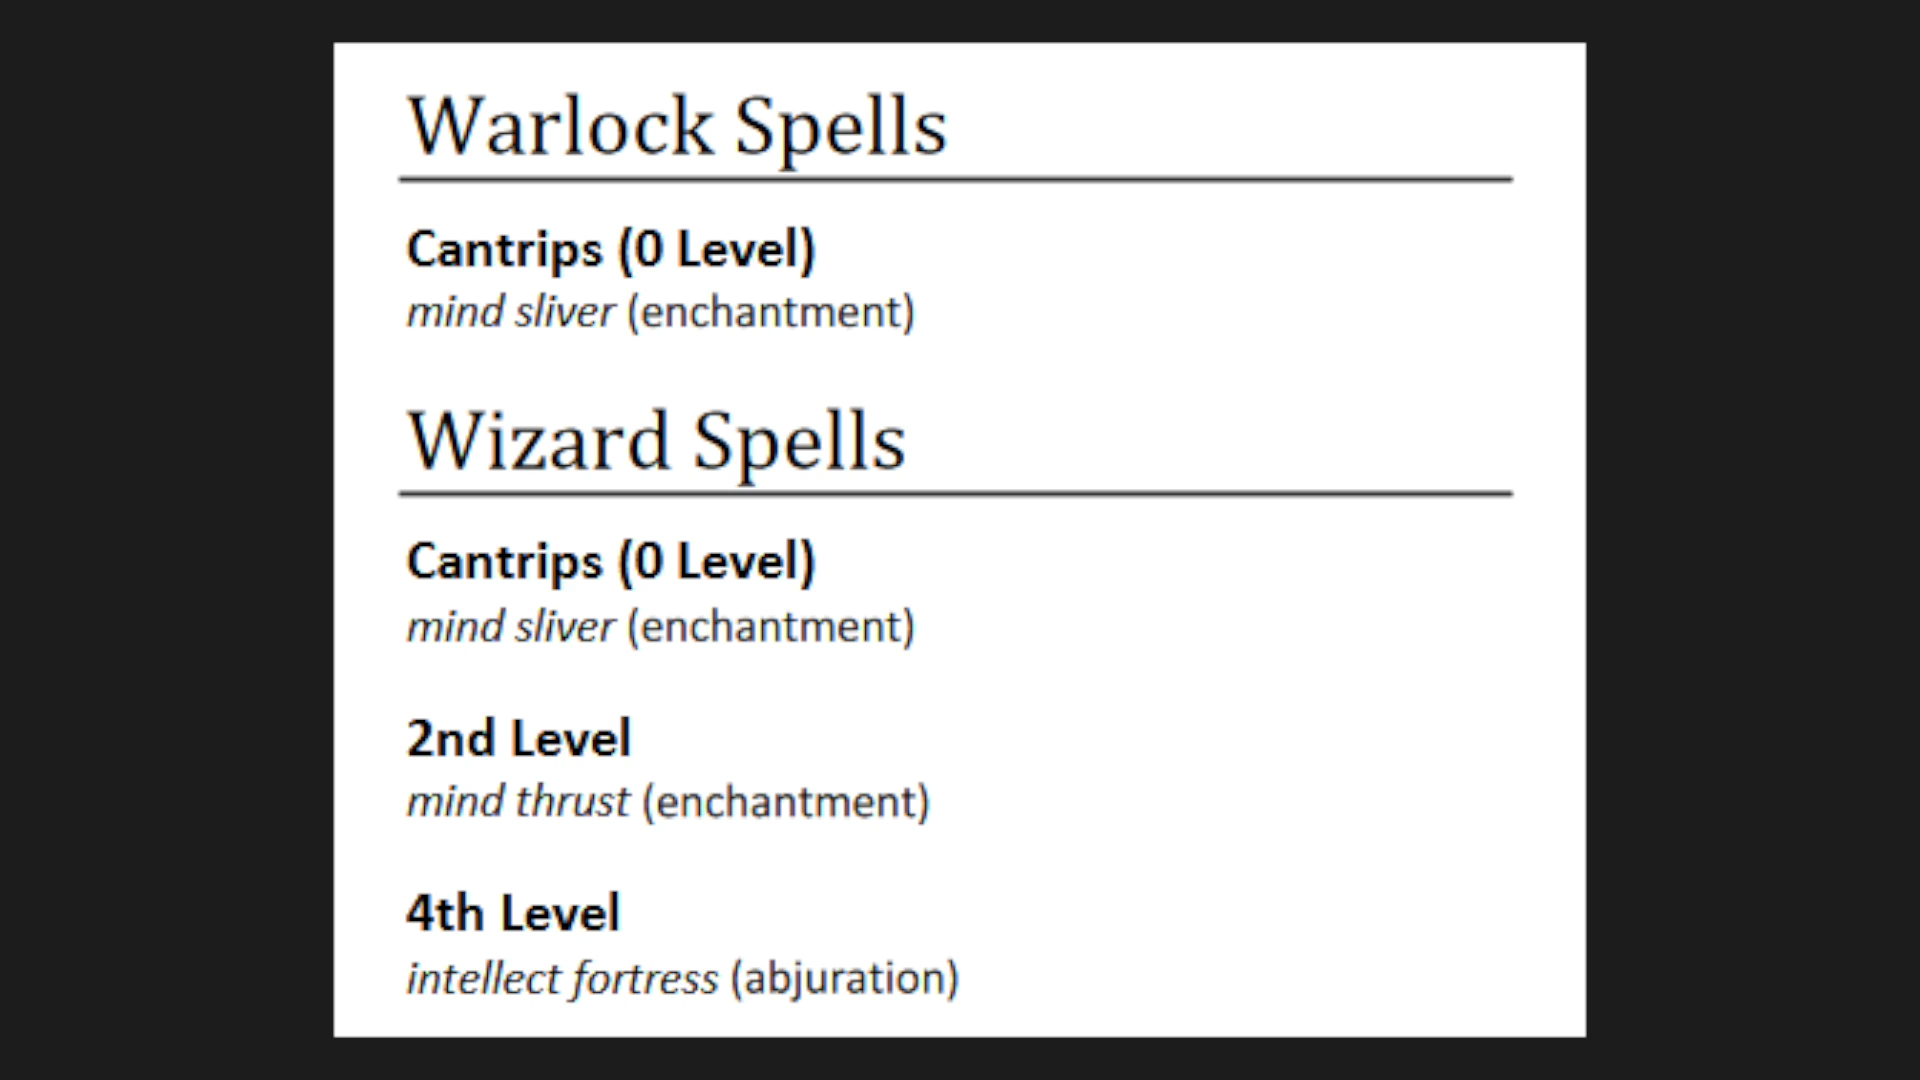 Warlock Spells
Cantrips (0 Level)
mind sliver (enchantment)
Wizard Spells
Cantrips (0 Level)
mind sliver (enchantment)
2nd Level
mind thrust (enchantment)
4th Level
intellect fortress (abjuration)